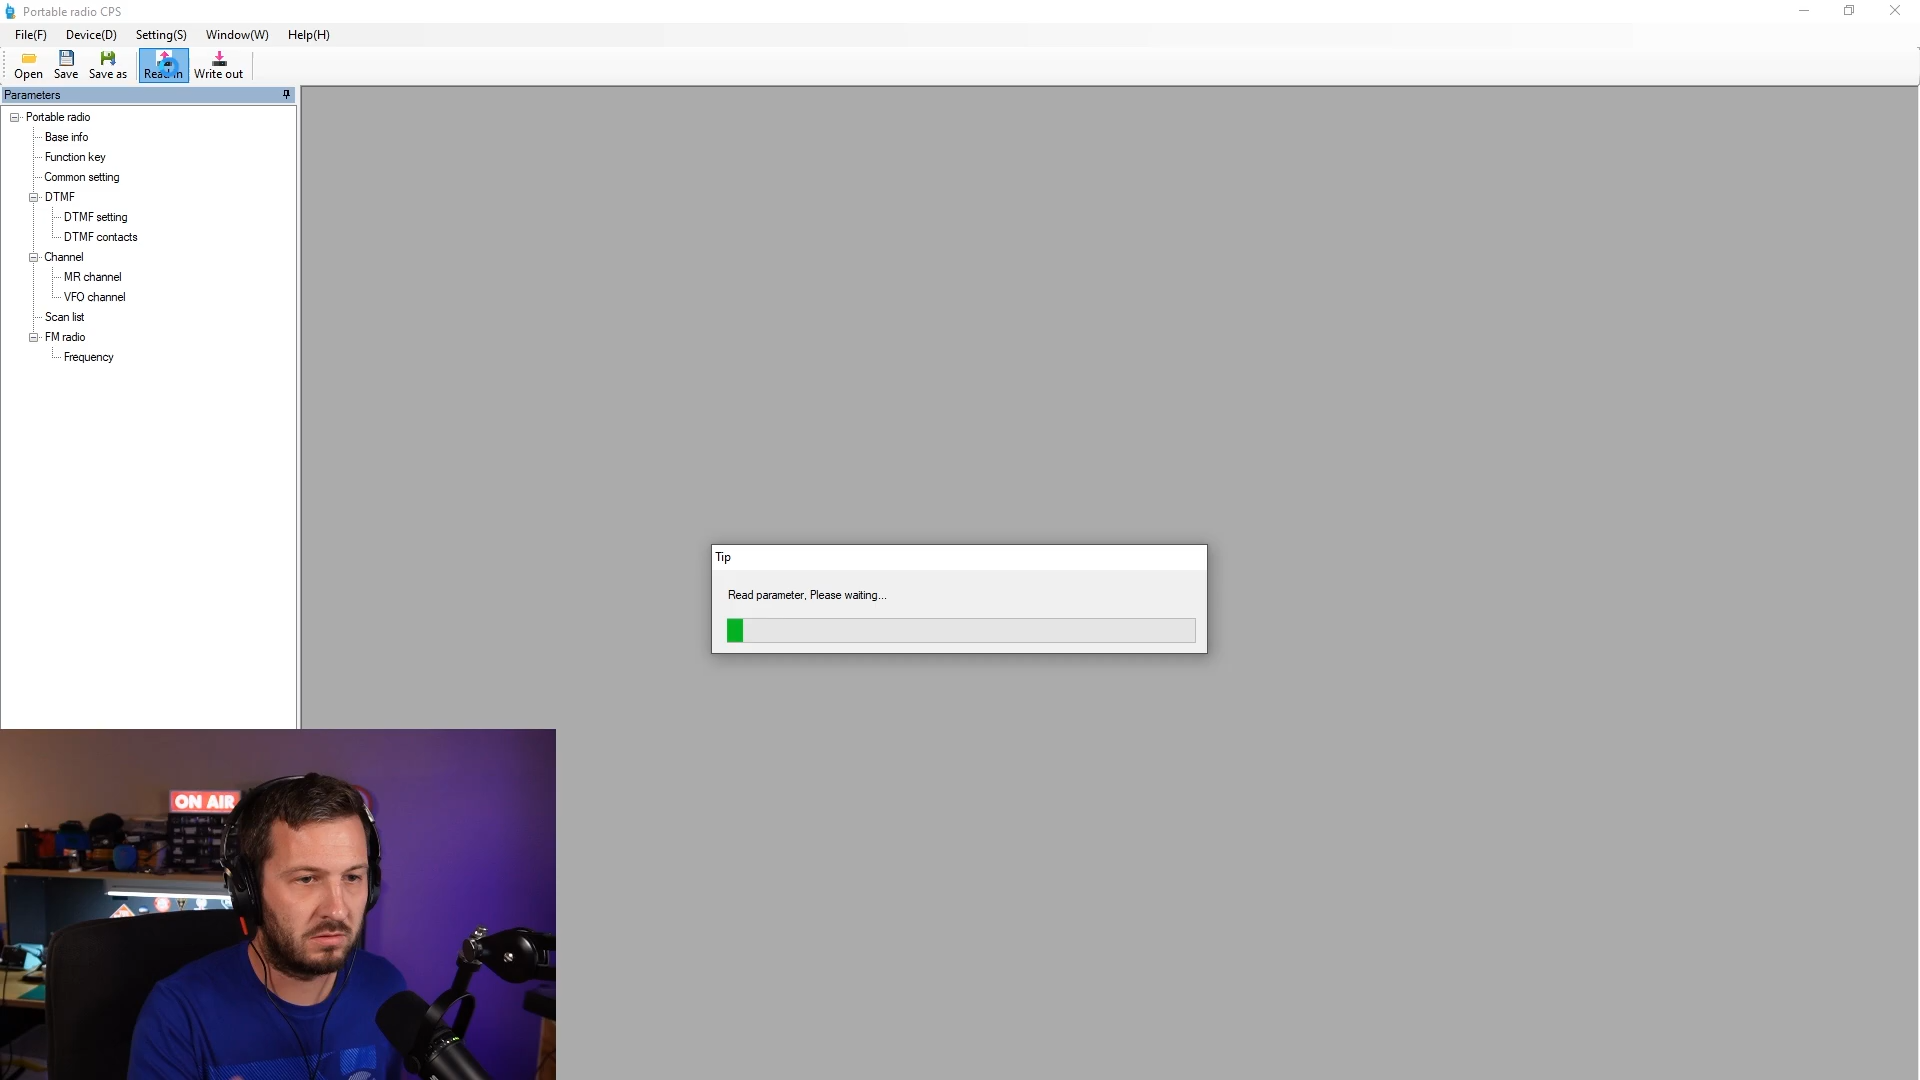 Portable radio CPS
File(F) Device(D) Setting(S) Window(W) Help(H)
Open Save Save as Read in Write out
Parameters
Portable radio
Base info
Function key
Common setting
DTMF
DTMF setting
DTMF contacts
Channel
MR channel
VFO channel
Scan list
FM radio
Frequency
Tip
Read parameter, Please waiting...
ON AIR